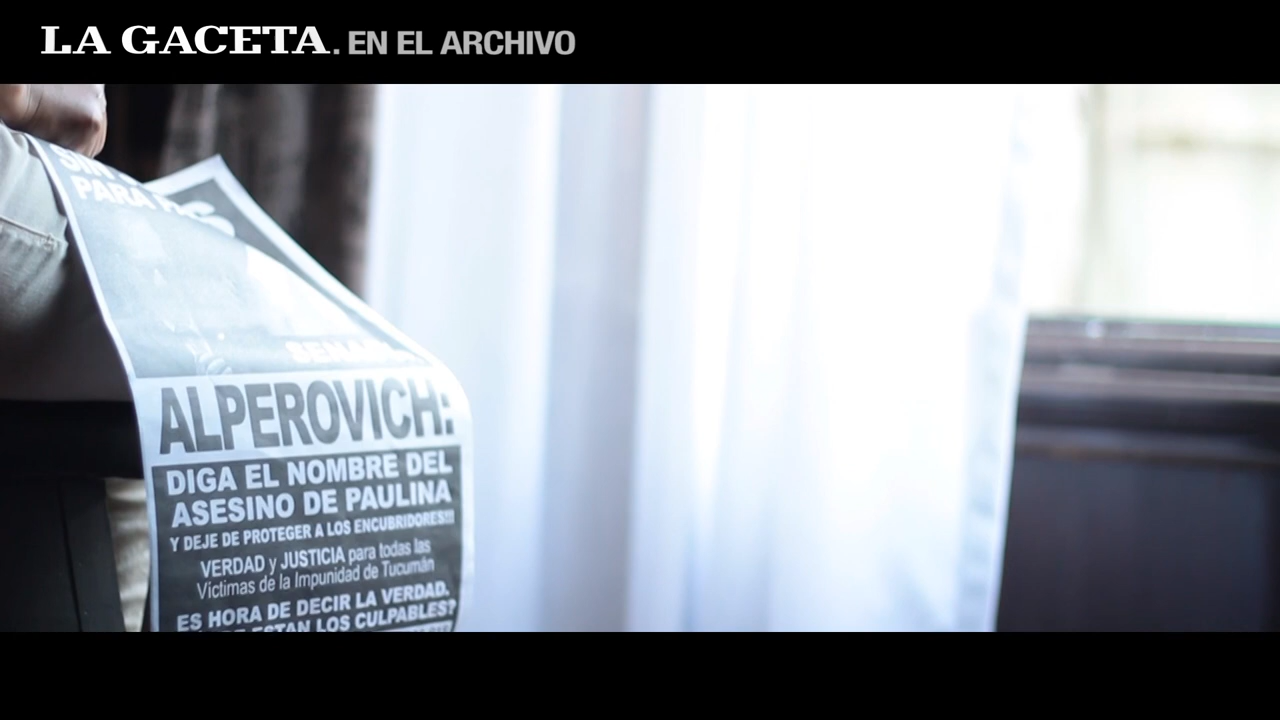 LA GACETA. EN EL ARCHIVO
SIN
PARA
ALPEROVICH:
DIGA EL NOMBRE DEL
ASESINO DE PAULINA
Y DEJE DE PROTEGER A LOS ENCUBRIDORES!!!
VERDAD y JUSTICIA para todas las
Víctimas de la Impunidad de Tucumán
ES HORA DE DECIR LA VERDAD.
ESTAN LOS CULPABLES?